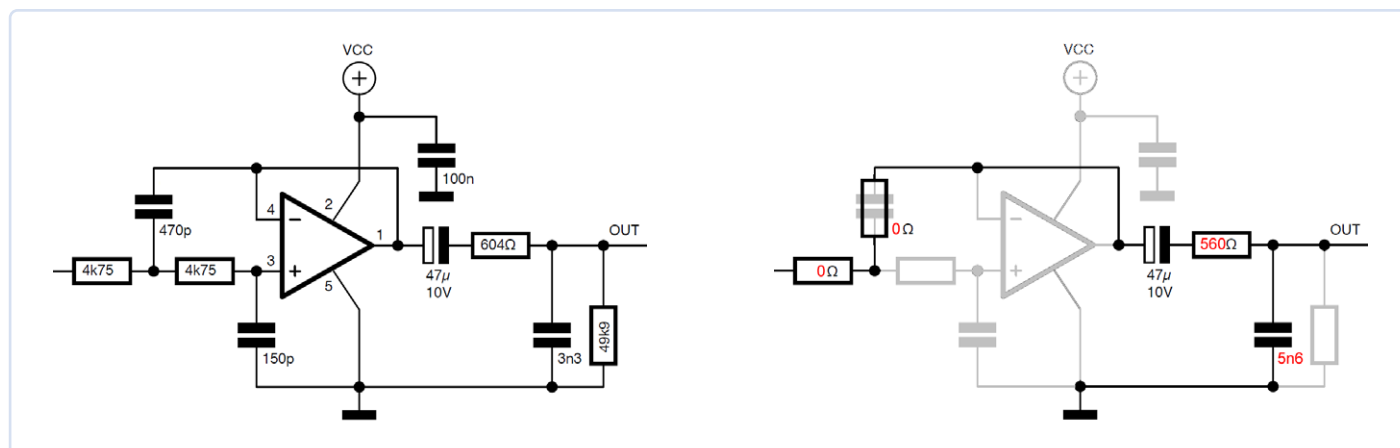 VCC
100n
4
2
470p
1
604Ω
OUT
4k75
4k75
3
47µ
10V
5
150p
3n3
49k9
VCC
0Ω
560Ω
OUT
0Ω
47µ
10V
5n6